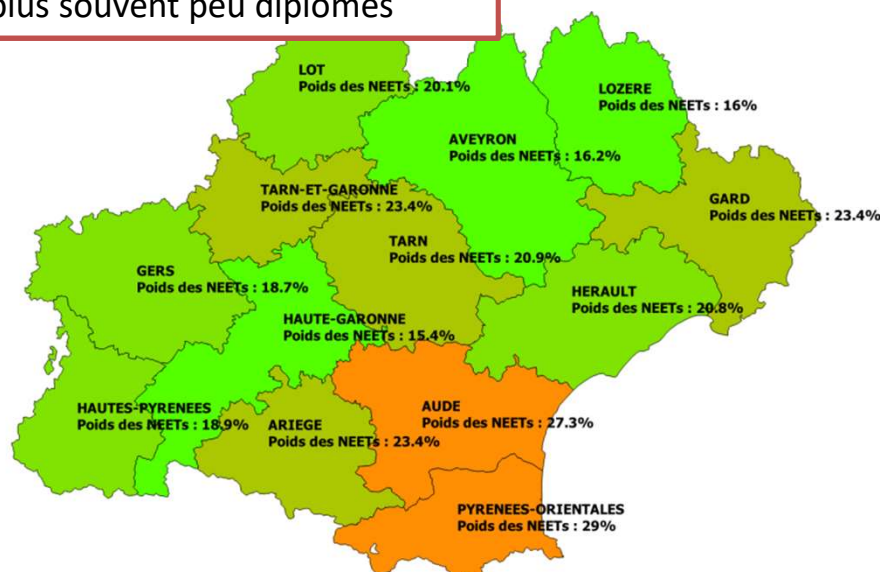 plus souvent peu diplômés
LOT
Poids des NEETs : 20.1%
LOZERE
Poids des NEETs : 16%
AVEYRON
Poids des NEETs : 16.2%
TARN-ET-GARONNE
Poids des NEETs : 23.4%
GARD
Poids des NEETs : 23.4%
TARN
Poids des NEETs : 20.9%
GERS
Poids des NEETs : 18.7%
HERAULT
Poids des NEETs : 20.8%
HAUTE-GARONNE
Poids des NEETs : 15.4%
HAUTES-PYRENEES
Poids des NEETs : 18.9%
ARIEGE
Poids des NEETs : 23.4%
AUDE
Poids des NEETs : 27.3%
PYRENEES-ORIENTALES
Poids des NEETs : 29%